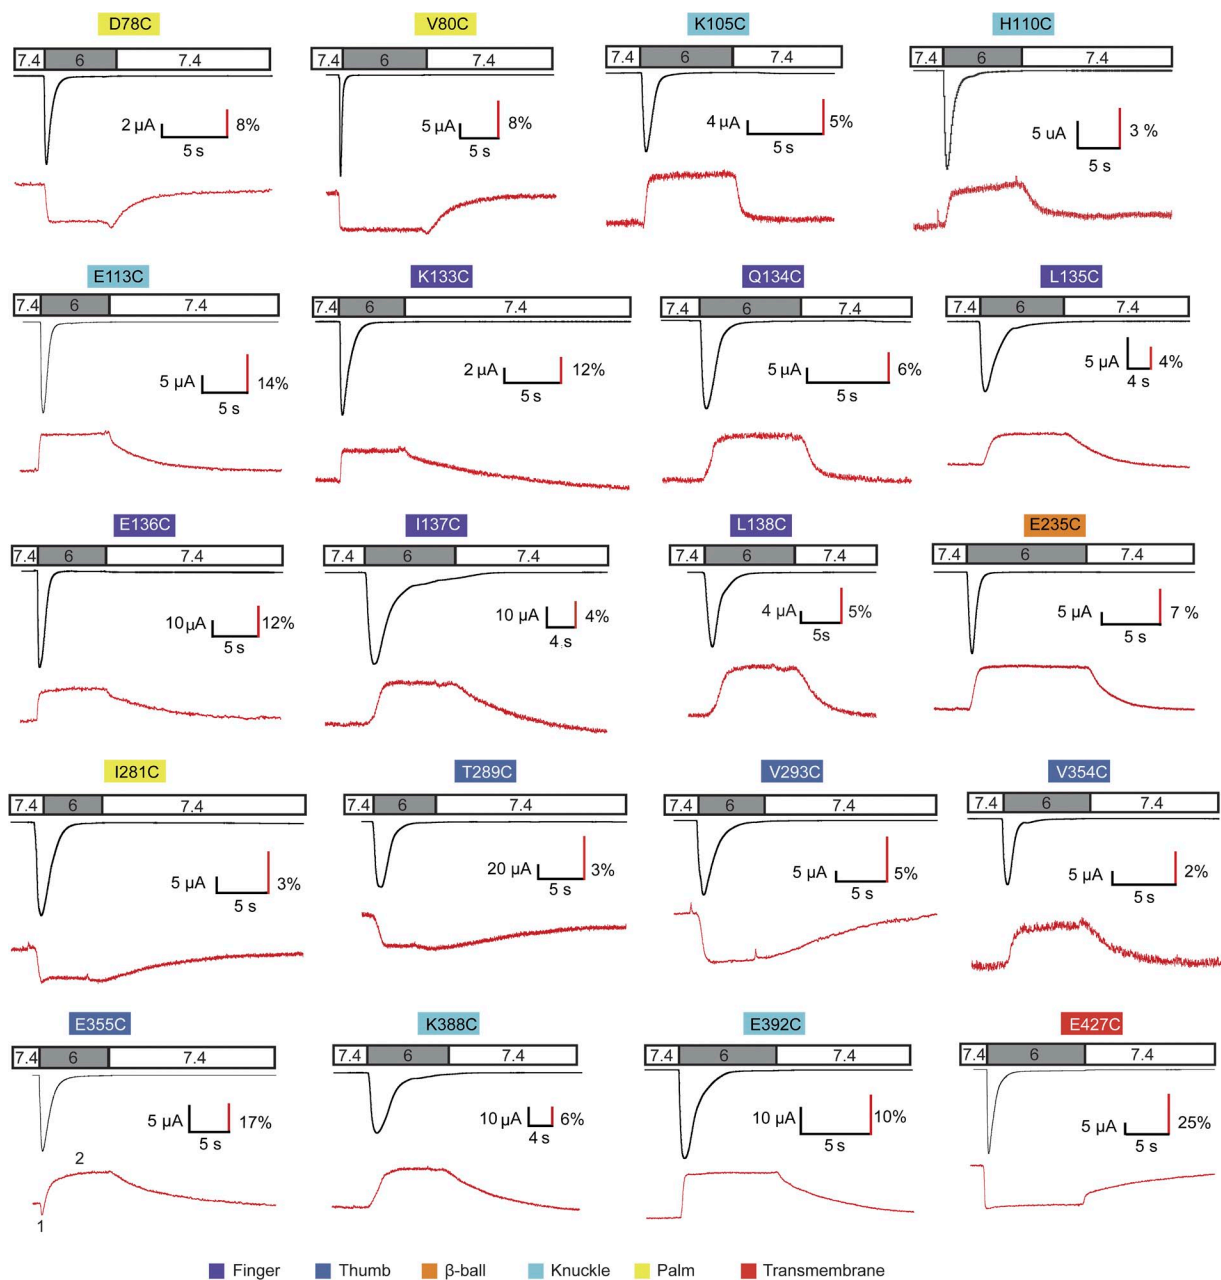 D78C V80C K105C H110C
7.4 6 7.4 7.4 6 7.4 7.4 6 7.4 7.4 6 7.4
2 µA 8% 5 µA 8% 4 µA 5% 5 uA 3 %
5 s 5 s 5 s 5 s
E113C K133C Q134C L135C
7.4 6 7.4 7.4 6 7.4 7.4 6 7.4 7.4 6 7.4
5 µA 14% 2 µA 12% 5 µA 6% 5 µA 4%
5 s 5 s 5 s 4 s
E136C I137C L138C E235C
7.4 6 7.4 7.4 6 7.4 7.4 6 7.4 7.4 6 7.4
10 µA 12% 10 µA 4% 4 µA 5% 5 µA 7 %
5 s 4 s 5s 5 s
I281C T289C V293C V354C
7.4 6 7.4 7.4 6 7.4 7.4 6 7.4 7.4 6 7.4
5 µA 3% 20 µA 3% 5 µA 5% 5 µA 2%
5 s 5 s 5 s 5 s
E355C K388C E392C E427C
7.4 6 7.4 7.4 6 7.4 7.4 6 7.4 7.4 6 7.4
5 µA 17% 10 µA 6% 10 µA 10% 5 µA 25%
5 s 4 s 5 s 5 s
2
1
Finger Thumb β-ball Knuckle Palm Transmembrane